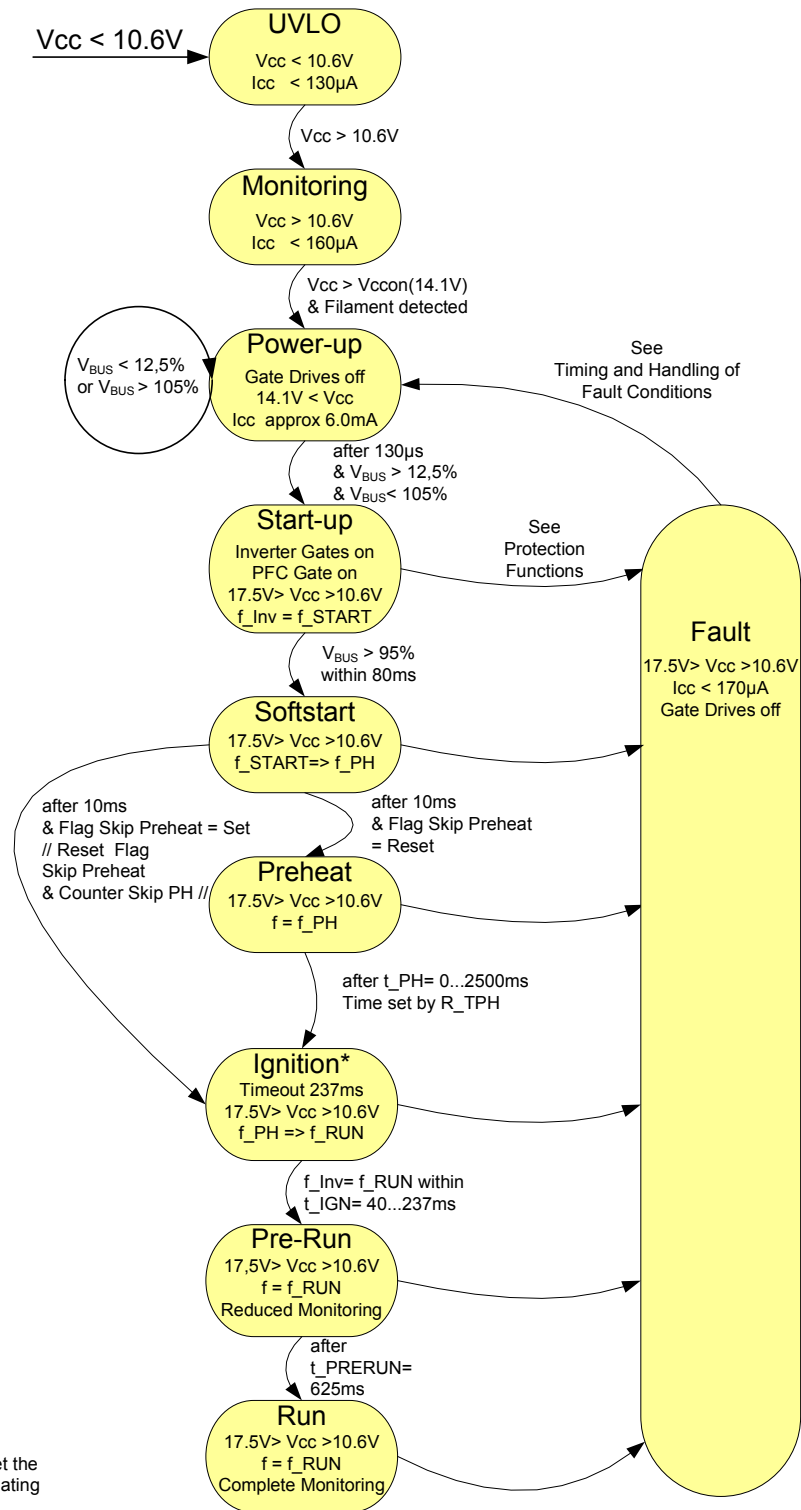 Vcc < 10.6V
UVLO
Vcc < 10.6V
Icc < 130µA
Vcc > 10.6V
Monitoring
Vcc > 10.6V
Icc < 160µA
Vcc > Vccon(14.1V)
& Filament detected
V_BUS < 12,5%
or V_BUS > 105%
Power-up
Gate Drives off
14.1V < Vcc
Icc approx 6.0mA
See
Timing and Handling of
Fault Conditions
after 130µs
& V_BUS > 12,5%
& V_BUS< 105%
Start-up
Inverter Gates on
PFC Gate on
17.5V> Vcc >10.6V
f_Inv = f_START
See
Protection
Functions
Fault
17.5V> Vcc >10.6V
Icc < 170µA
Gate Drives off
V_BUS > 95%
within 80ms
Softstart
17.5V> Vcc >10.6V
f_START=> f_PH
after 10ms
& Flag Skip Preheat = Set
// Reset Flag
Skip Preheat
& Counter Skip PH //
after 10ms
& Flag Skip Preheat
= Reset
Preheat
17.5V> Vcc >10.6V
f = f_PH
after t_PH= 0...2500ms
Time set by R_TPH
Ignition*
Timeout 237ms
17.5V> Vcc >10.6V
f_PH => f_RUN
f_Inv= f_RUN within
t_IGN= 40...237ms
Pre-Run
17,5V> Vcc >10.6V
f = f_RUN
Reduced Monitoring
after
t_PRERUN=
625ms
Run
17.5V> Vcc >10.6V
f = f_RUN
Complete Monitoring
the